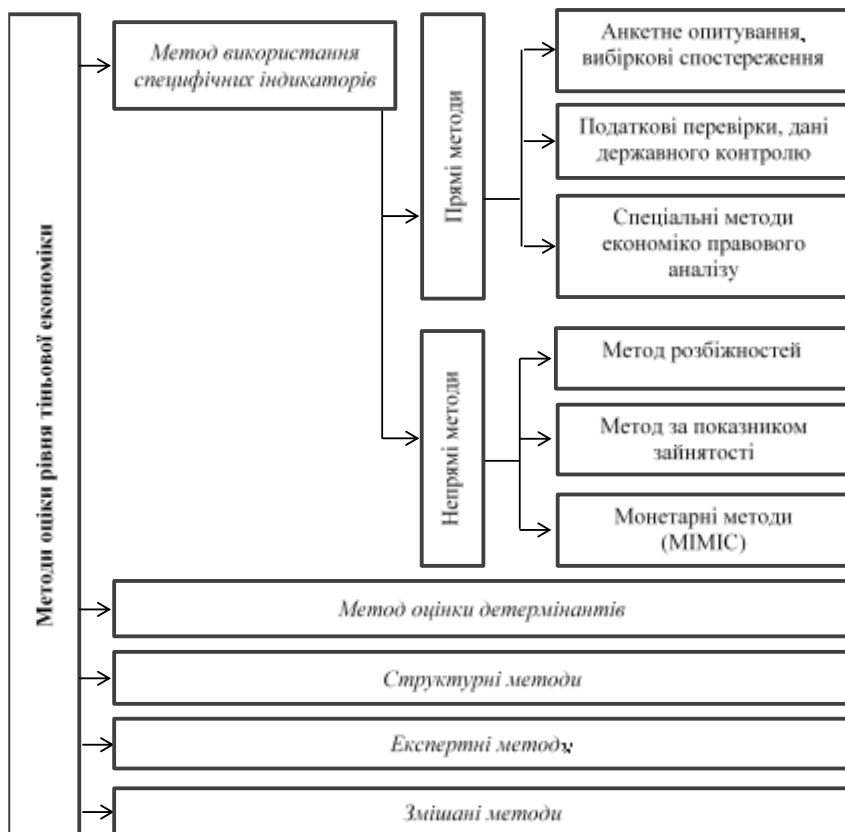 Методи оцінки рівня тіньової економіки
Метод використання
специфічних індикаторів
Прямі методи
Анкетне опитування,
вибіркові спостереження
Податкові перевірки, дані
державного контролю
Спеціальні методи
економіко правового
аналізу
Непрямі методи
Метод розбіжностей
Метод за показником
зайнятості
Монетарні методи
(МІМІС)
Метод оцінки детермінантів
Структурні методи
Експертні методи
Змішані методи